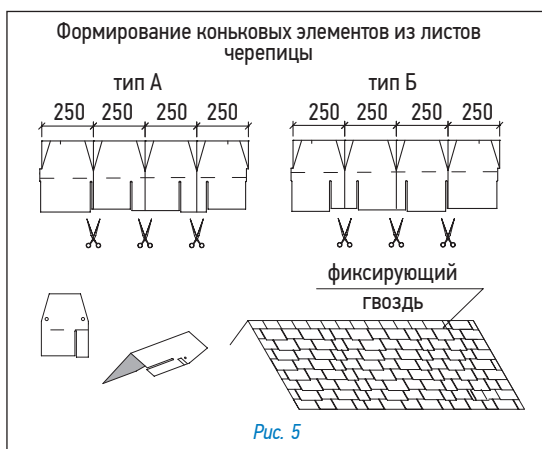 Формирование коньковых элементов из листов
черепицы
тип А
тип Б
250 250 250 250
250 250 250 250
фиксирующий
гвоздь
Рис. 5